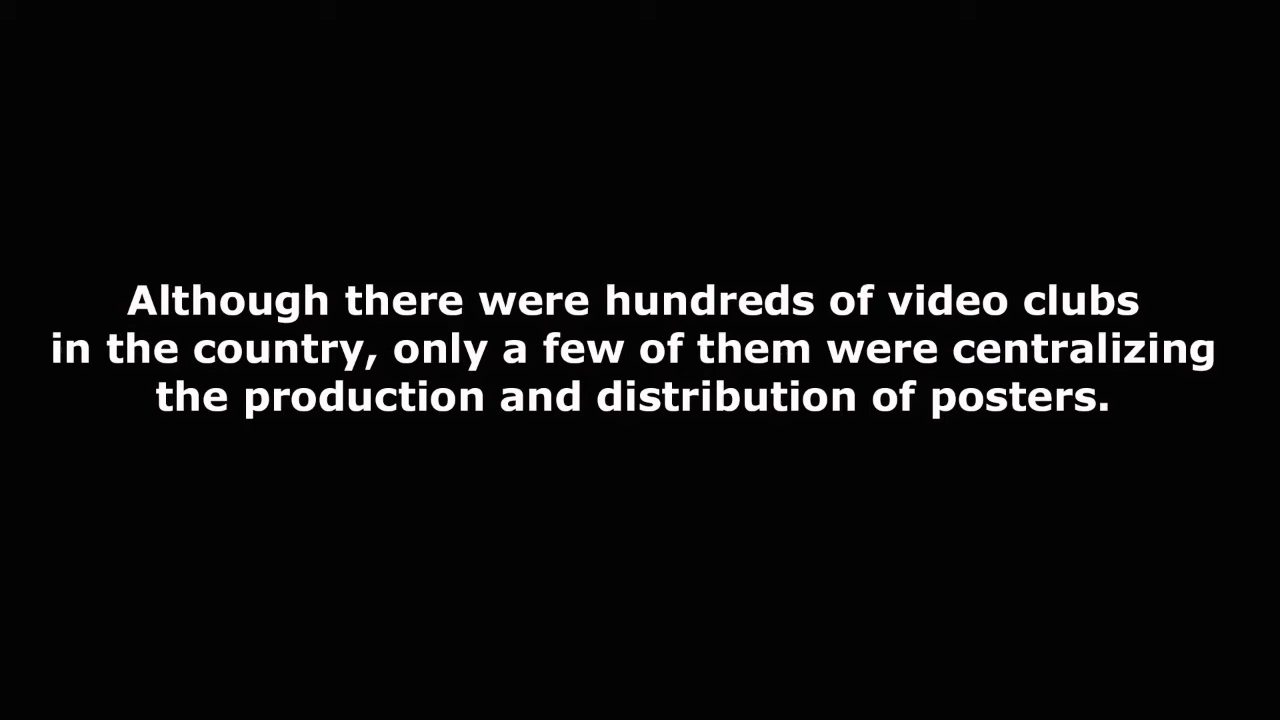 Although there were hundreds of video clubs
in the country, only a few of them were centralizing
the production and distribution of posters.